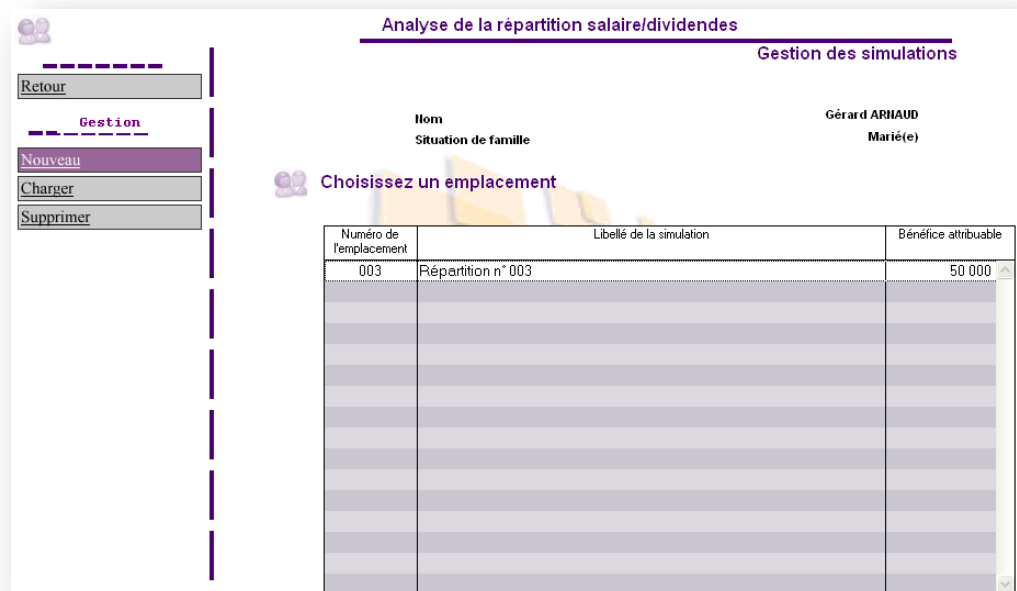 Analyse de la répartition salaire/dividendes
Gestion des simulations
Retour
Gestion
Nouveau
Charger
Supprimer
Nom Gérard ARNAUD
Situation de famille Marié(e)
Choisissez un emplacement
Numéro de l'emplacement Libellé de la simulation Bénéfice attribuable
003 Répartition n° 003 50 000